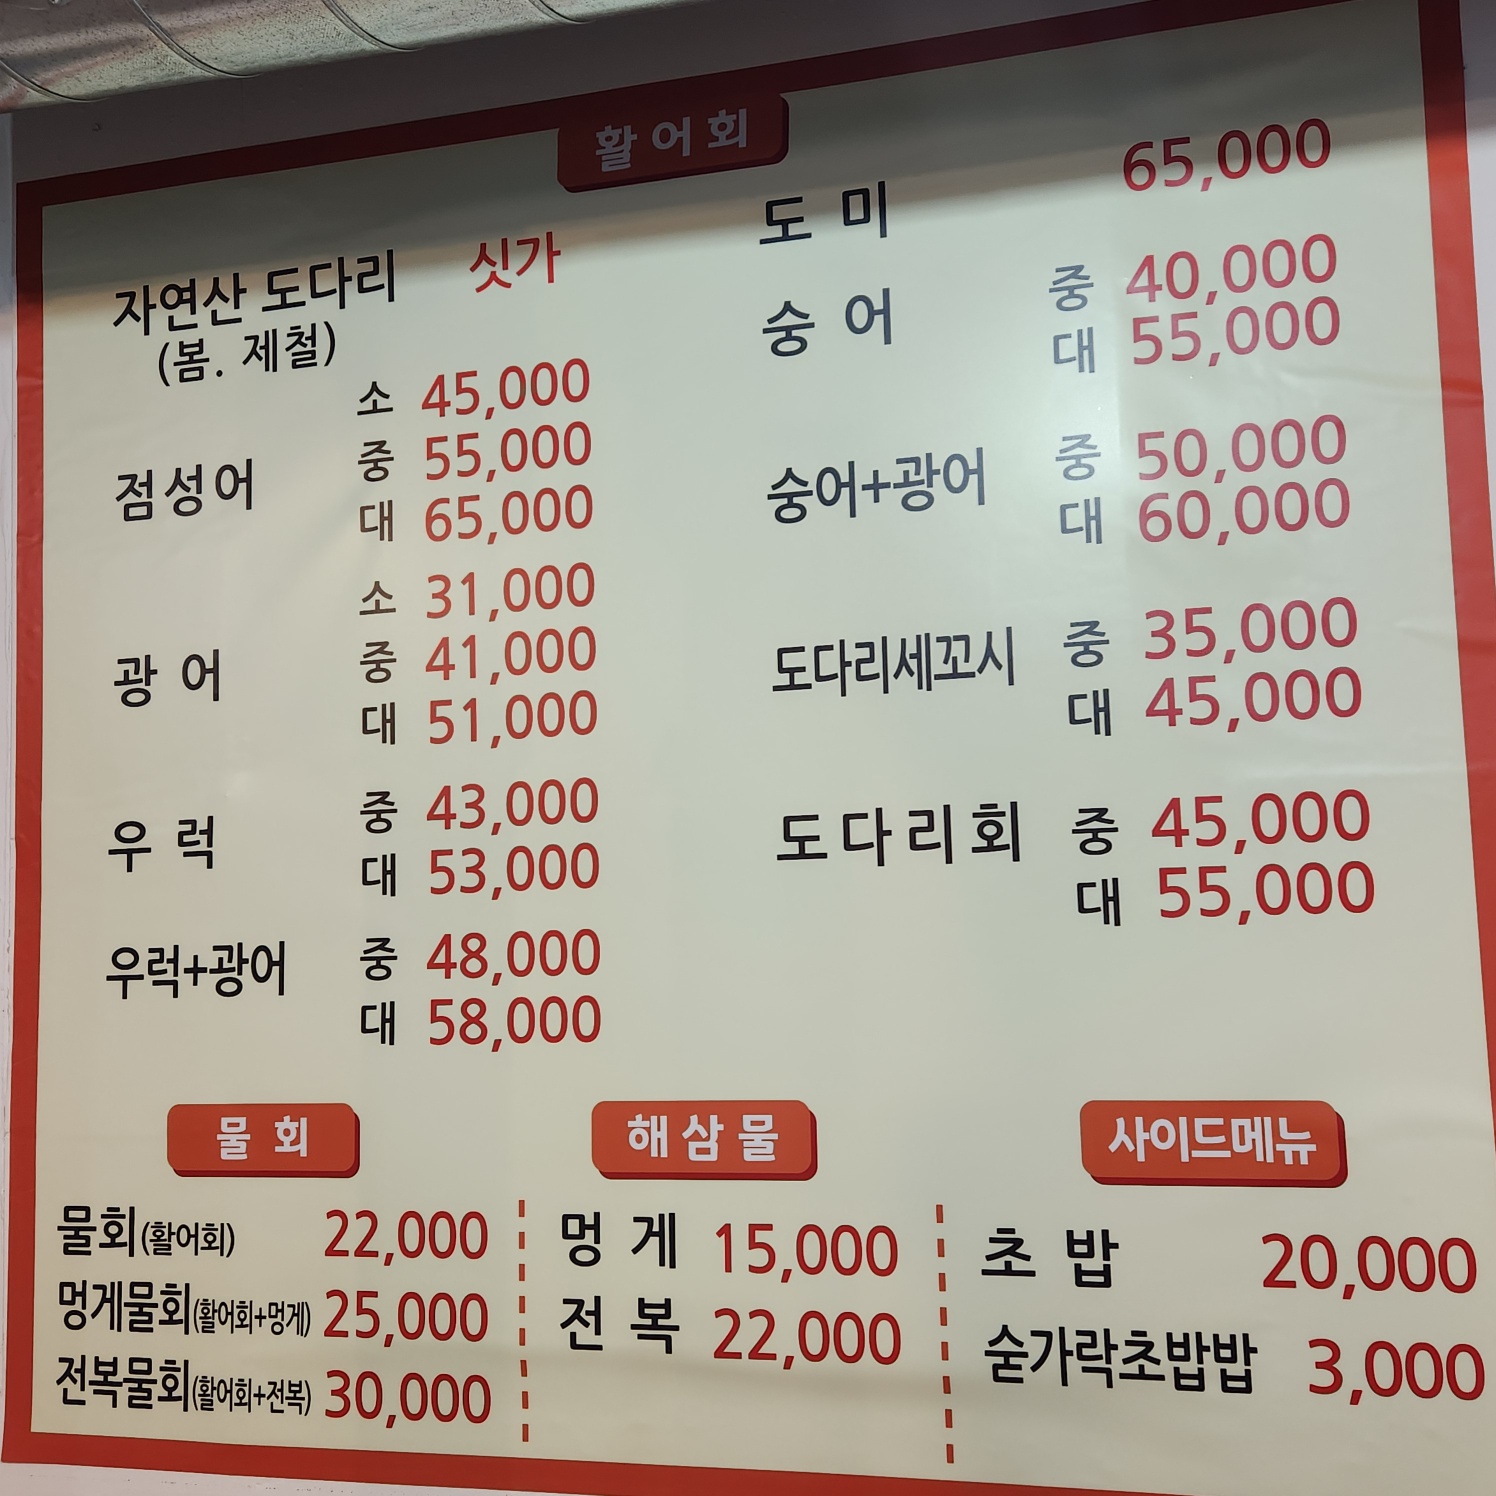 활어회
자연산 도다리 싯가
(봄. 제철)
점성어 소 45,000
중 55,000
대 65,000
광어 소 31,000
중 41,000
대 51,000
우럭 중 43,000
대 53,000
우럭+광어 중 48,000
대 58,000
도미 65,000
숭어 중 40,000
대 55,000
숭어+광어 중 50,000
대 60,000
도다리세꼬시 중 35,000
대 45,000
도다리회 중 45,000
대 55,000
물회
물회(활어회) 22,000
멍게물회(활어회+멍게) 25,000
전복물회(활어회+전복) 30,000
해삼물
멍게 15,000
전복 22,000
사이드메뉴
초밥 20,000
숟가락초밥밥 3,000